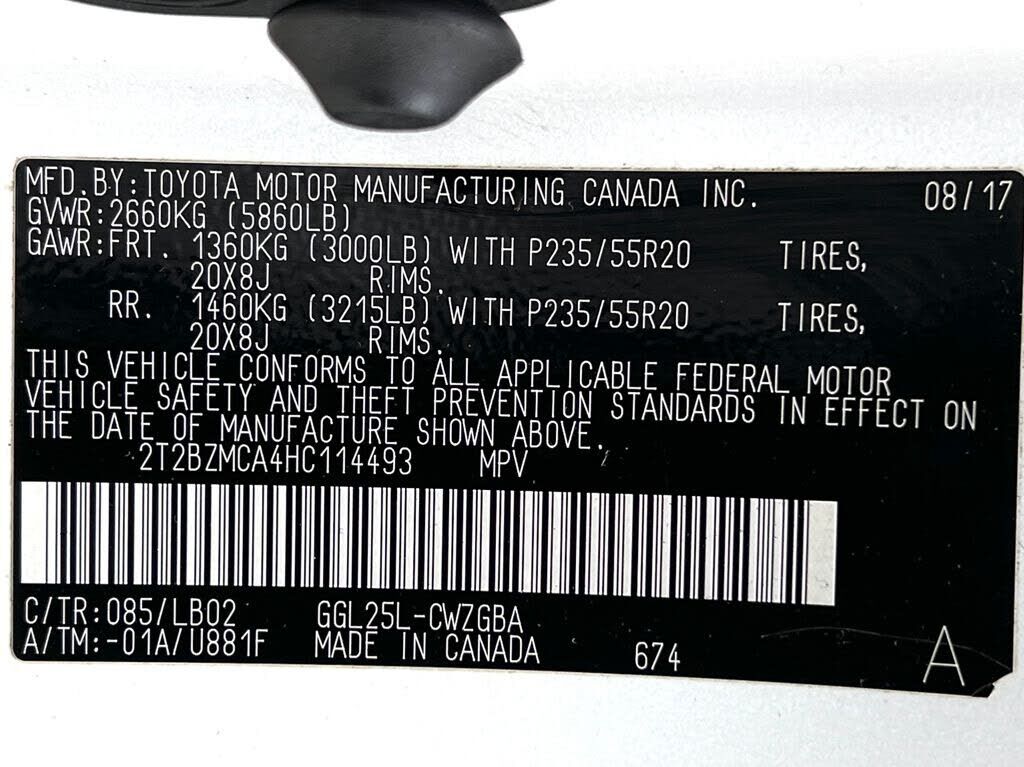 MFD.BY:TOYOTA MOTOR MANUFACTURING CANADA INC. 08/17
GVWR:2660KG (5860LB)
GAWR:FRT. 1360KG (3000LB) WITH P235/55R20 TIRES,
20X8J RIMS.
RR. 1460KG (3215LB) WITH P235/55R20 TIRES,
20X8J RIMS.
THIS VEHICLE CONFORMS TO ALL APPLICABLE FEDERAL MOTOR
VEHICLE SAFETY AND THEFT PREVENTION STANDARDS IN EFFECT ON
THE DATE OF MANUFACTURE SHOWN ABOVE.
2T2BZMCA4HC114493 MPV
C/TR:085/LB02 GGL25L-CWZGBA
A/TM:-01A/U881F MADE IN CANADA 674 A